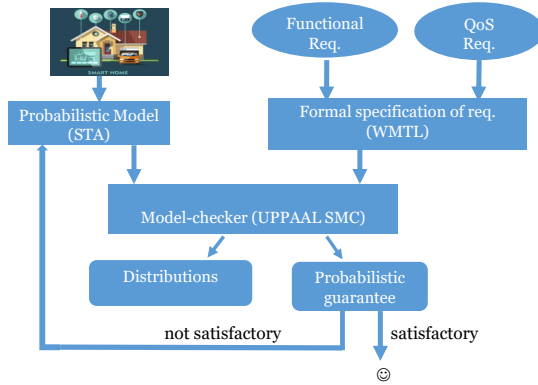 SMART HOME
Functional
Req.
QoS
Req.
Probabilistic Model
(STA)
Formal specification of req.
(WMTL)
Model-checker (UPPAAL SMC)
Distributions
Probabilistic
guarantee
not satisfactory
satisfactory
☺